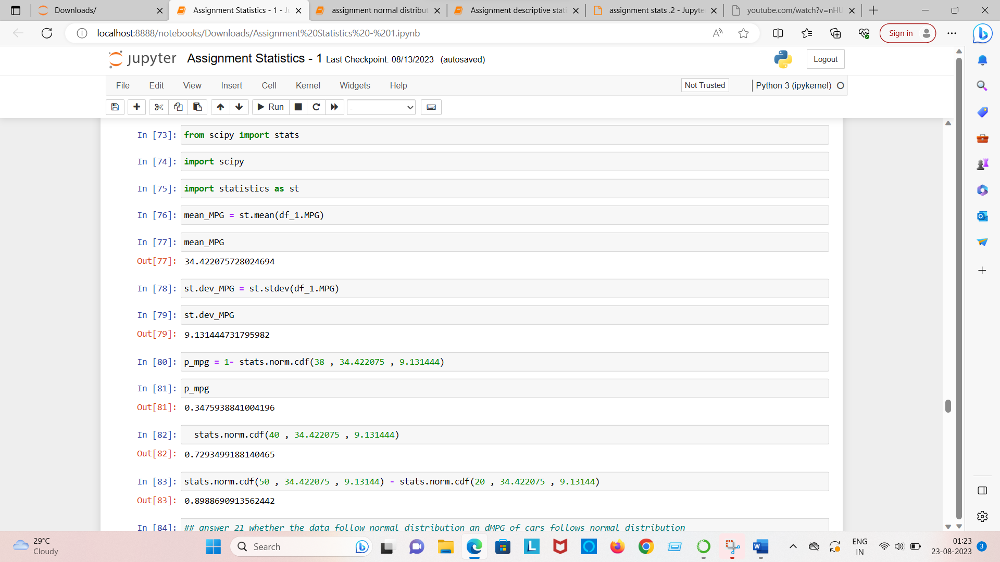 Downloads/
Assignment Statistics - 1 - Ju
assignment normal distribut
Assignment descriptive stati
assignment stats .2 - Jupyte
youtube.com/watch?v=nHU
localhost:8888/notebooks/Downloads/Assignment%20Statistics%20-%201.ipynb
Sign in
jupyter Assignment Statistics - 1 Last Checkpoint: 08/13/2023 (autosaved)
Logout
File Edit View Insert Cell Kernel Widgets Help
Not Trusted
Python 3 (ipykernel)
Run
-
In [73]: from scipy import stats
In [74]: import scipy
In [75]: import statistics as st
In [76]: mean_MPG = st.mean(df_1.MPG)
In [77]: mean_MPG
Out[77]: 34.422075728024694
In [78]: st.dev_MPG = st.stdev(df_1.MPG)
In [79]: st.dev_MPG
Out[79]: 9.131444731795982
In [80]: p_mpg = 1- stats.norm.cdf(38 , 34.422075 , 9.131444)
In [81]: p_mpg
Out[81]: 0.3475938841004196
In [82]: stats.norm.cdf(40 , 34.422075 , 9.131444)
Out[82]: 0.7293499188140465
In [83]: stats.norm.cdf(50 , 34.422075 , 9.13144) - stats.norm.cdf(20 , 34.422075 , 9.13144)
Out[83]: 0.8988690913562442
In [84]: ## answer 21 whether the data follow normal distribution an dMPG of cars follows normal distribution
29°C
Cloudy
Search
ENG
IN
01:23
23-08-2023
3